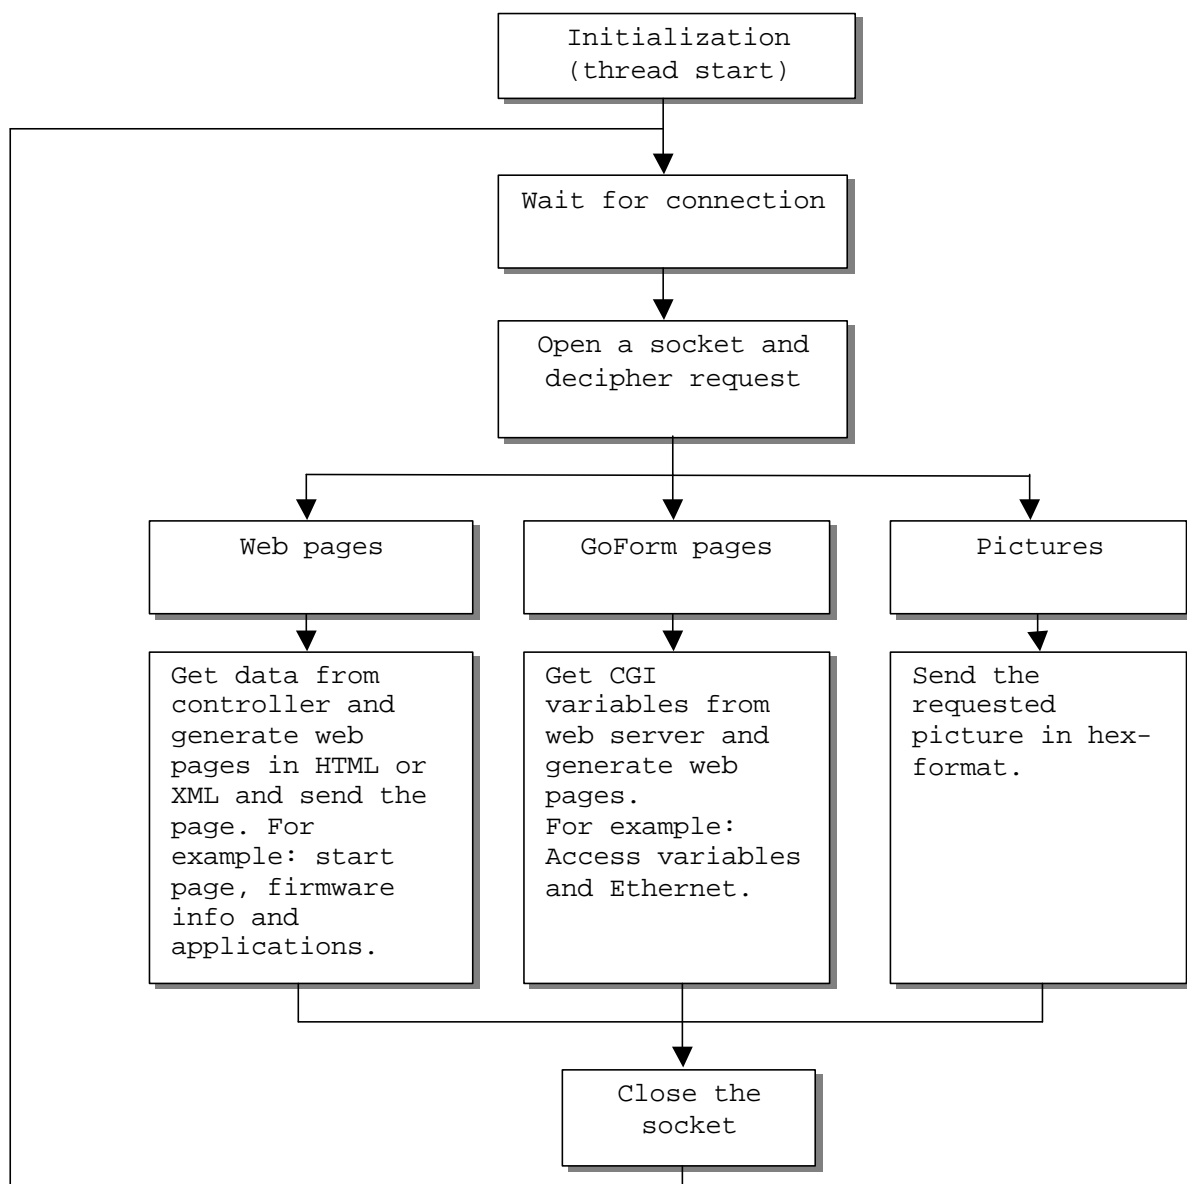 Initialization
(thread start)
Wait for connection
Open a socket and
decipher request
Web pages
GoForm pages
Pictures
Get data from
controller and
generate web
pages in HTML or
XML and send the
page. For
example: start
page, firmware
info and
applications.
Get CGI
variables from
web server and
generate web
pages.
For example:
Access variables
and Ethernet.
Send the
requested
picture in hex-
format.
Close the
socket